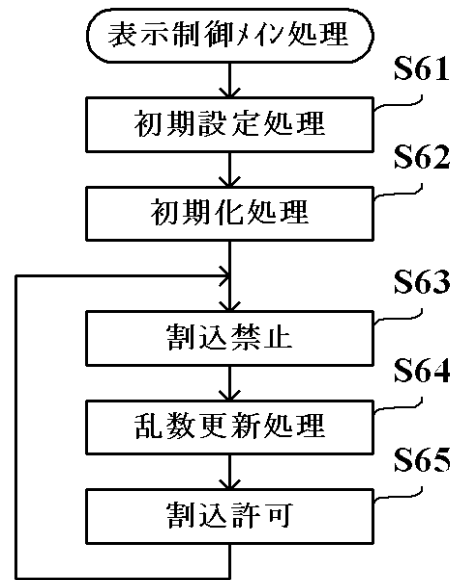 表示制御ﾒｲﾝ処理
S61
初期設定処理
S62
初期化処理
S63
割込禁止
S64
乱数更新処理
S65
割込許可